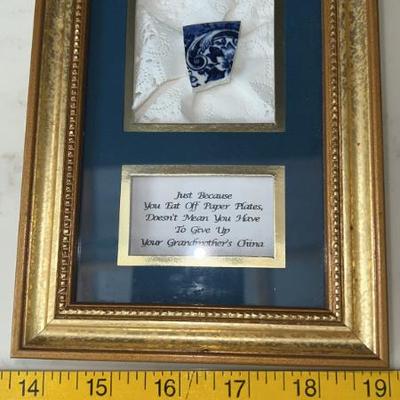 Just Because
You Eat Off Paper Plates,
Doesn't Mean You Have
To Give Up
Your Grandmother's China
14 15 16 17 18 19